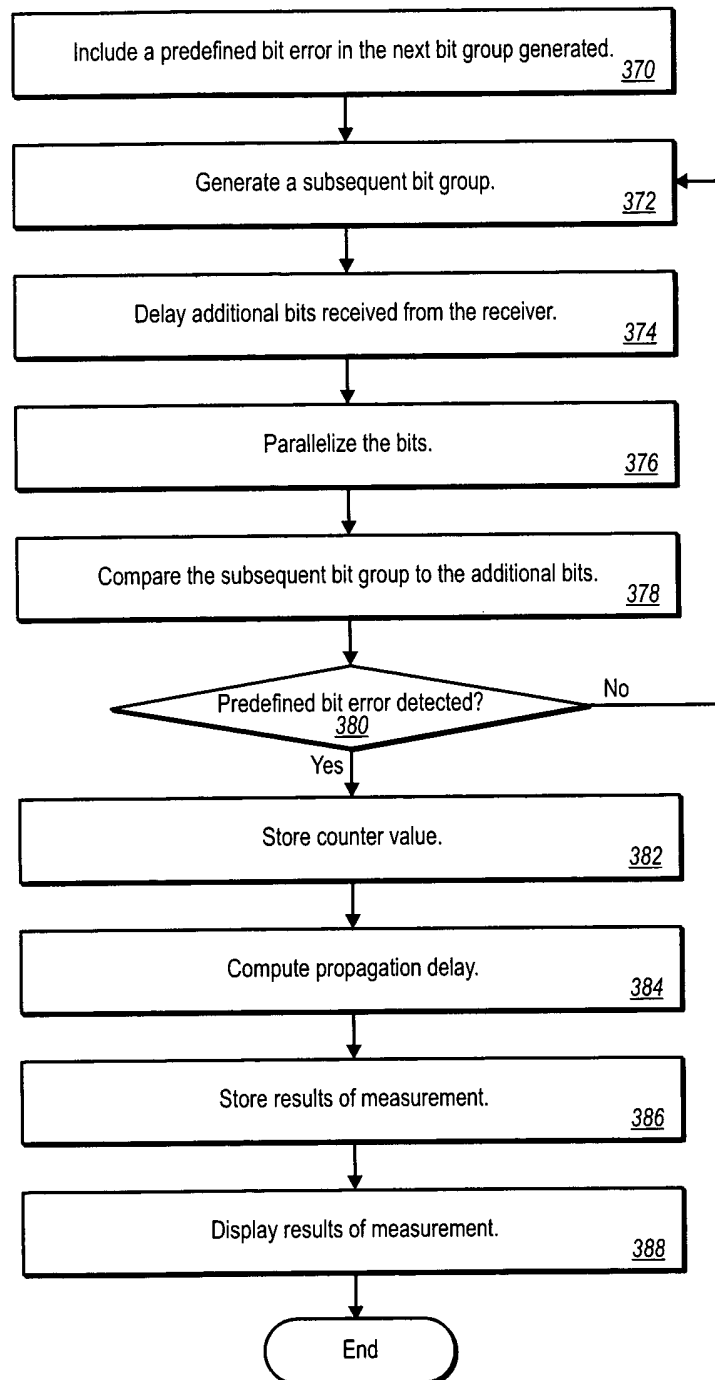 Include a predefined bit error in the next bit group generated.
370
Generate a subsequent bit group.
372
Delay additional bits received from the receiver.
374
Parallelize the bits.
376
Compare the subsequent bit group to the additional bits.
378
Predefined bit error detected?
380
No
Yes
Store counter value.
382
Compute propagation delay.
384
Store results of measurement.
386
Display results of measurement.
388
End